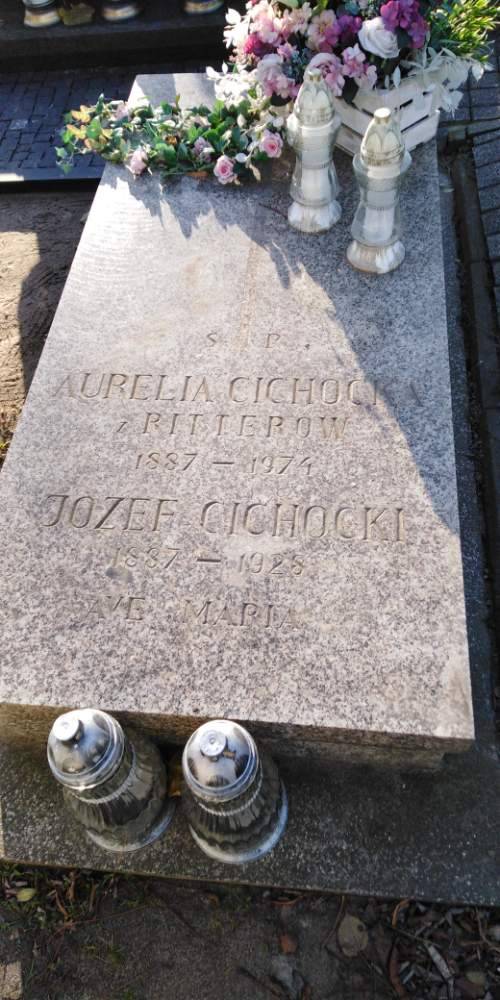 Ś. P.
AURELIA CICHOCKA
z RITTERÓW
1887 – 1974
JÓZEF CICHOCKI
1887 – 1928
AVE MARIA